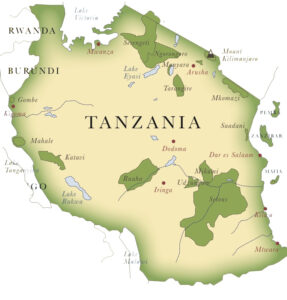 Lake
Victoria
RWANDA
Mwanza
Serengeti
Ngorongoro
Mount
Kilimanjaro
BURUNDI
Lake
Eyasi
Manyara
Arusha
Tarangire
Mkomazi
Gombe
Kigoma
TANZANIA
Saadani
PEMBA
ZANZIBAR
Mahale
Katavi
Dodoma
Dar es Salaam
Lake
Tanganyika
GO
Lake
Rukwa
Ruaha
Iringa
Mikumi
Udzungwa
MAFIA
Selous
Kilwa
Mtwara
Lake
Malawi